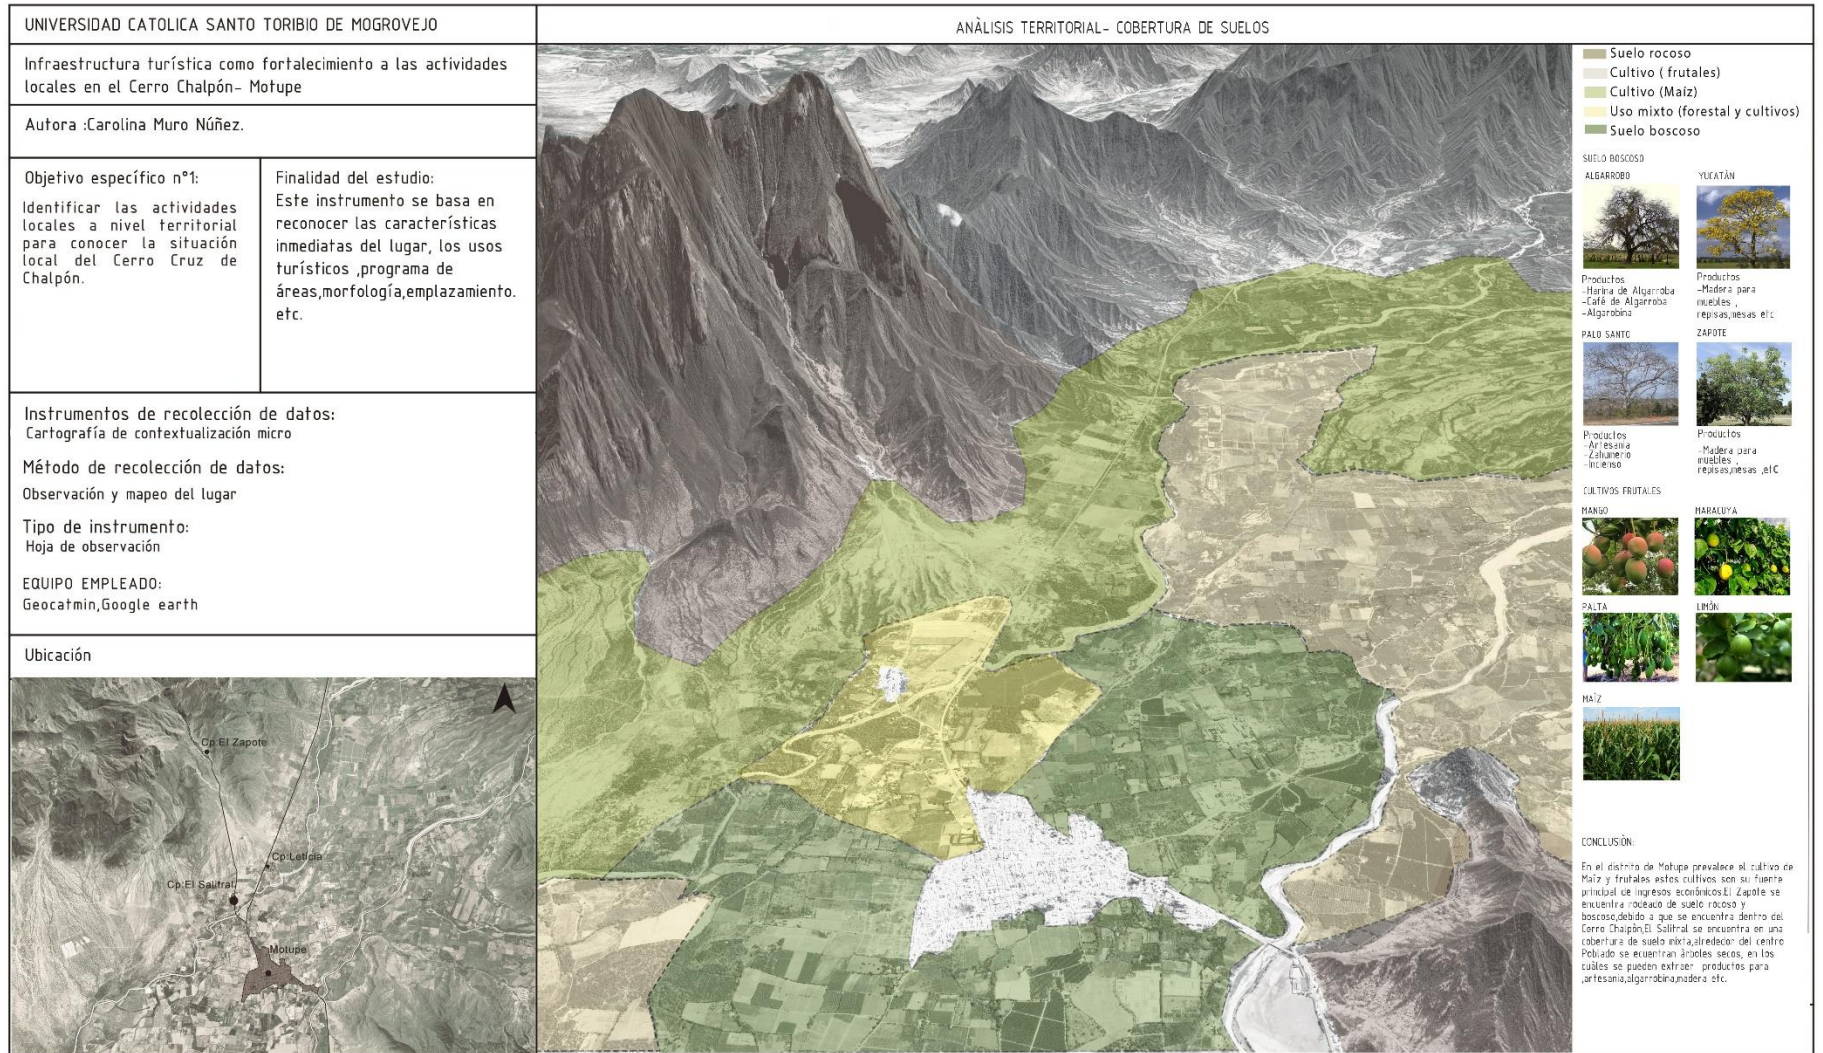 UNIVERSIDAD CATOLICA SANTO TORIBIO DE MOGROVEJO
Infraestructura turística como fortalecimiento a las actividades
locales en el Cerro Chalpón- Motupe
Autora :Carolina Muro Núñez.
Objetivo específico n°1:
Identificar las actividades
locales a nivel territorial
para conocer la situación
local del Cerro Cruz de
Chalpón.
Finalidad del estudio:
Este instrumento se basa en
reconocer las características
inmediatas del lugar, los usos
turísticos ,programa de
áreas,morfología,emplazamiento.
etc.
Instrumentos de recolección de datos:
Cartografía de contextualización micro
Método de recolección de datos:
Observación y mapeo del lugar
Tipo de instrumento:
Hoja de observación
EQUIPO EMPLEADO:
Geocatmin,Google earth
Ubicación
Cp:El Zapote
Cp:Leticia
Cp:El Salitral
Motupe
ANÀLISIS TERRITORIAL- COBERTURA DE SUELOS
Suelo rocoso
Cultivo ( frutales)
Cultivo (Maíz)
Uso mixto (forestal y cultivos)
Suelo boscoso
SUELO BOSCOSO
ALGARROBO
Productos
-Harina de Algarroba
-Café de Algarroba
-Algarobina
YUCATÁN
Productos
-Madera para
muebles ,
repisas,mesas etc
PALO SANTO
Productos
-Artesania
-Zahumerio
-Incienso
ZAPOTE
Productos
-Madera para
muebles ,
repisas,mesas ,etC
CULTIVOS FRUTALES
MANGO
MARACUYA
PALTA
LIMÓN
MAÍZ
CONCLUSIÓN:
En el distrito de Motupe prevalece el cultivo de
Maíz y frutales estos cultivos son su fuente
principal de ingresos económicos.El Zapote se
encuentra rodeado de suelo rocoso y
boscoso,debido a que se encuentra dentro del
Cerro Chalpòn,El Salitral se encuentra en una
cobertura de suelo mixta,alrededor del centro
Poblado se ecuentran àrboles secos, en los
cuàles se pueden extraer productos para
,artesania,algarrobina,madera etc.